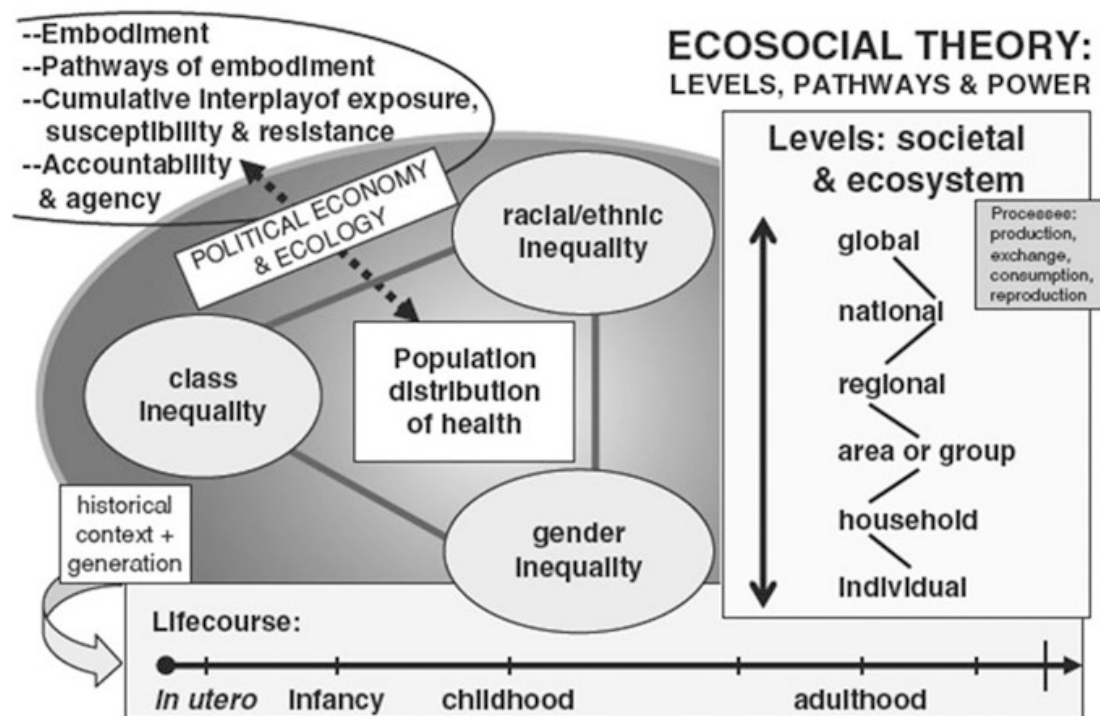 --Embodiment
--Pathways of embodiment
--Cumulative interplayof exposure,
susceptibility & resistance
--Accountability
& agency
ECOSOCIAL THEORY:
LEVELS, PATHWAYS & POWER
POLITICAL ECONOMY
& ECOLOGY
racial/ethnic
inequality
class
inequality
Population
distribution
of health
gender
inequality
historical
context +
generation
Levels: societal
& ecosystem
Processes:
production,
exchange,
consumption,
reproduction
global
national
regional
area or group
household
individual
Lifecourse:
In utero
infancy
childhood
adulthood